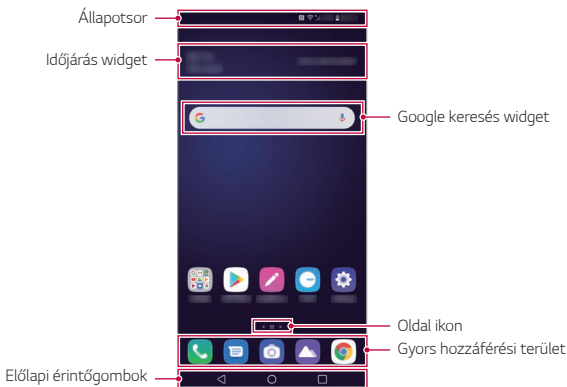 Állapotsor
Időjárás widget
Google keresés widget
Oldal ikon
Gyors hozzáférési terület
Előlapi érintőgombok